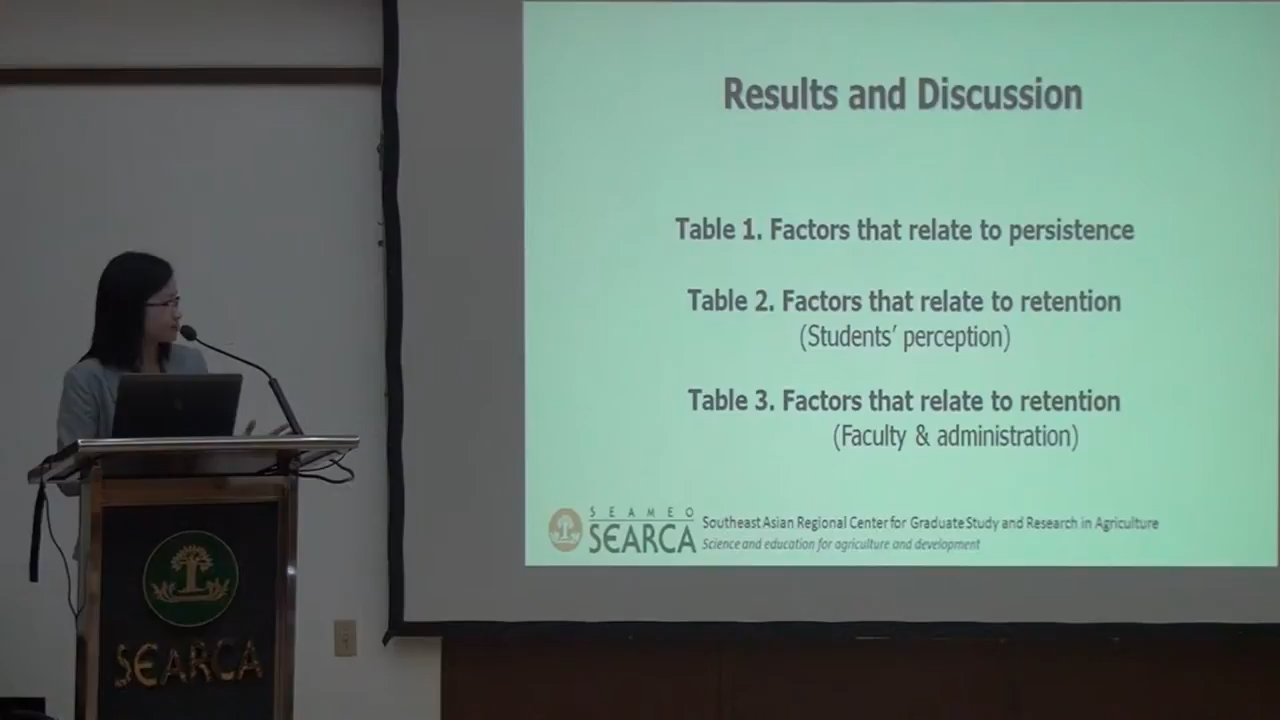 Results and Discussion
Table 1. Factors that relate to persistence
Table 2. Factors that relate to retention
(Students' perception)
Table 3. Factors that relate to retention
(Faculty & administration)
SEAMEO
SEARCA
Southeast Asian Regional Center for Graduate Study and Research in Agriculture
Science and education for agriculture and development
SEARCA